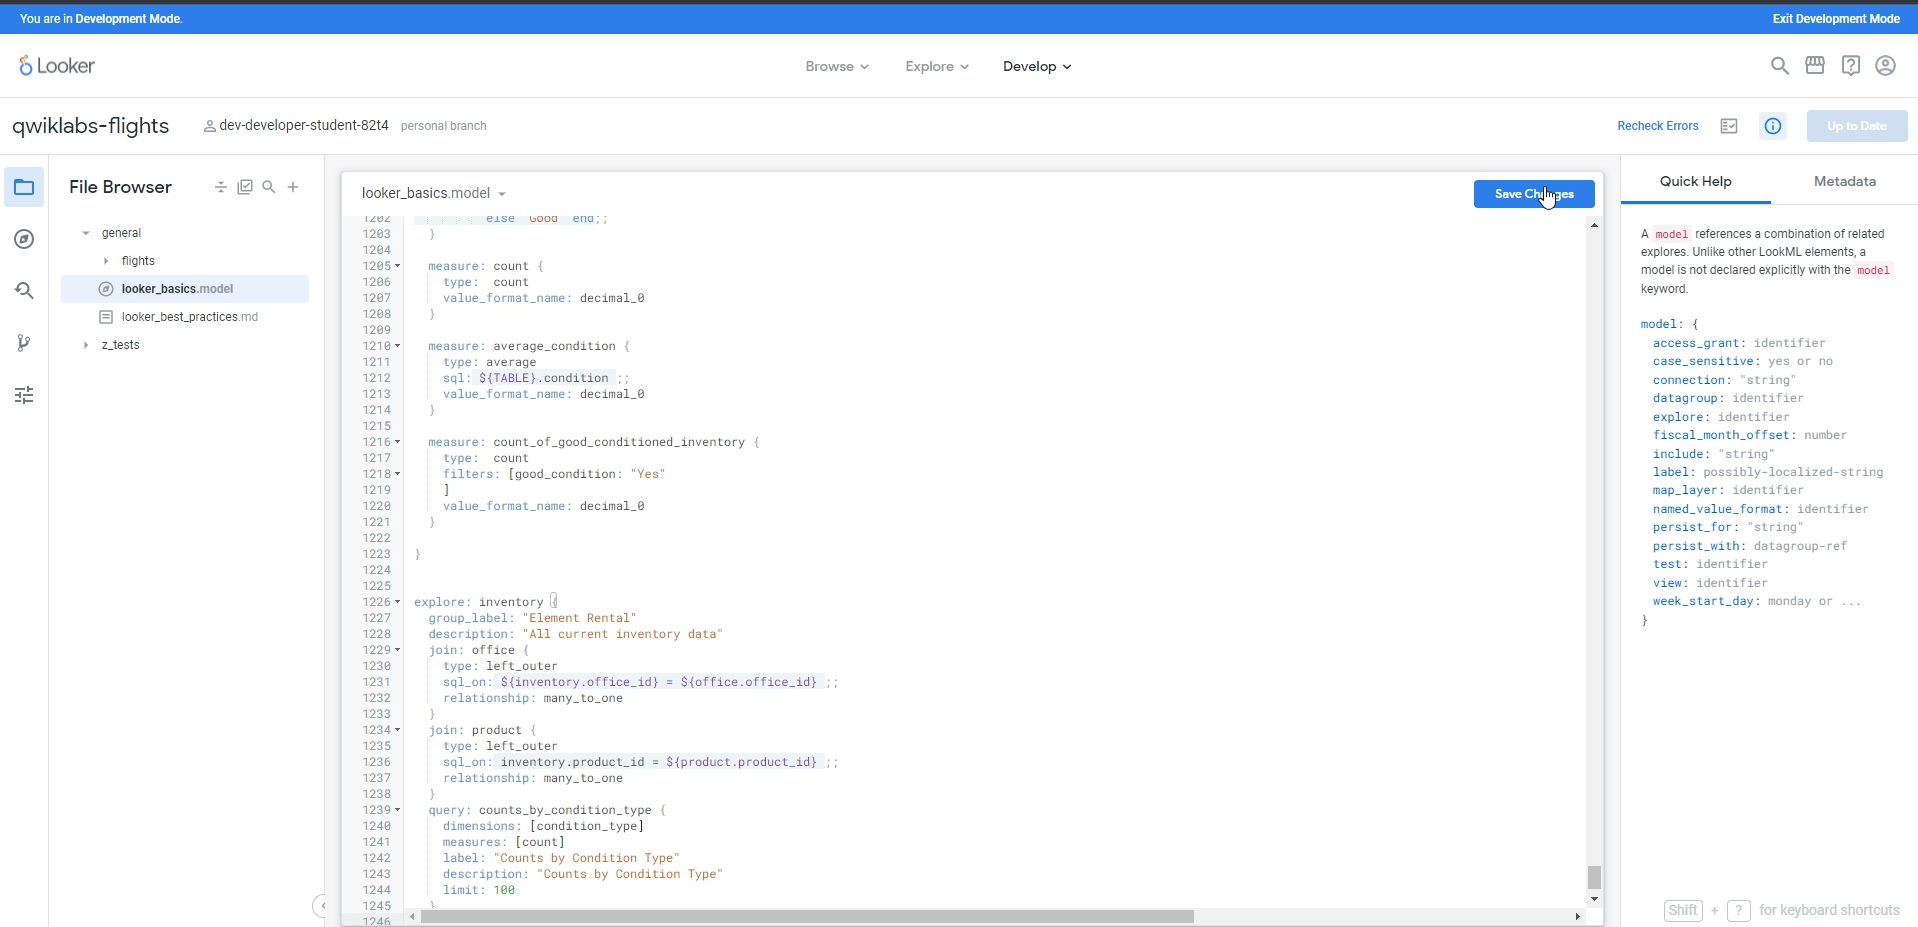 You are in Development Mode.
Exit Development Mode
Looker
Browse
Explore
Develop
qwiklabs-flights
dev-developer-student-82t4 personal branch
Recheck Errors
Up to Date
File Browser
general
flights
looker_basics.model
looker_best_practices.md
z_tests
looker_basics.model
Save Changes
1202 else "Good" end;;
1203 }
1204
1205 measure: count {
1206 type: count
1207 value_format_name: decimal_0
1208 }
1209
1210 measure: average_condition {
1211 type: average
1212 sql: ${TABLE}.condition ;;
1213 value_format_name: decimal_0
1214 }
1215
1216 measure: count_of_good_conditioned_inventory {
1217 type: count
1218 filters: [good_condition: "Yes"
1219 ]
1220 value_format_name: decimal_0
1221 }
1222
1223 }
1224
1225
1226 explore: inventory {
1227 group_label: "Element Rental"
1228 description: "All current inventory data"
1229 join: office {
1230 type: left_outer
1231 sql_on: ${inventory.office_id} = ${office.office_id} ;;
1232 relationship: many_to_one
1233 }
1234 join: product {
1235 type: left_outer
1236 sql_on: inventory.product_id = ${product.product_id} ;;
1237 relationship: many_to_one
1238 }
1239 query: counts_by_condition_type {
1240 dimensions: [condition_type]
1241 measures: [count]
1242 label: "Counts by Condition Type"
1243 description: "Counts by Condition Type"
1244 limit: 100
1245 }
1246
Quick Help
Metadata
A model references a combination of related
explores. Unlike other LookML elements, a
model is not declared explicitly with the model
keyword.
model: {
access_grant: identifier
case_sensitive: yes or no
connection: "string"
datagroup: identifier
explore: identifier
fiscal_month_offset: number
include: "string"
label: possibly-localized-string
map_layer: identifier
named_value_format: identifier
persist_for: "string"
persist_with: datagroup-ref
test: identifier
view: identifier
week_start_day: monday or ...
}
Shift + ? for keyboard shortcuts